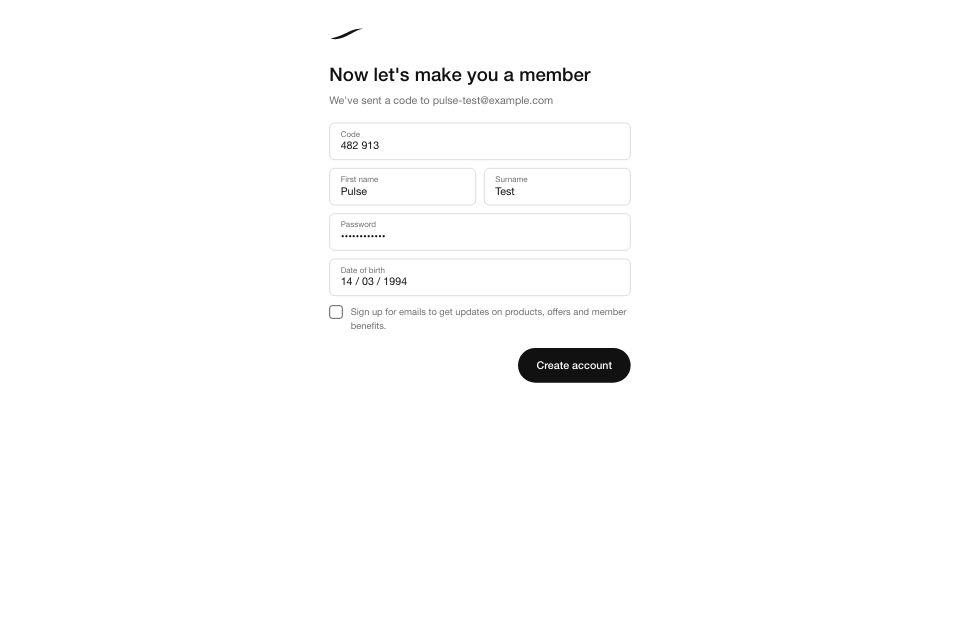 Now let's make you a member
We've sent a code to pulse-test@example.com
Code
482 913
First name
Pulse
Surname
Test
Password
••••••••••••
Date of birth
14 / 03 / 1994
Sign up for emails to get updates on products, offers and member
benefits.
Create account